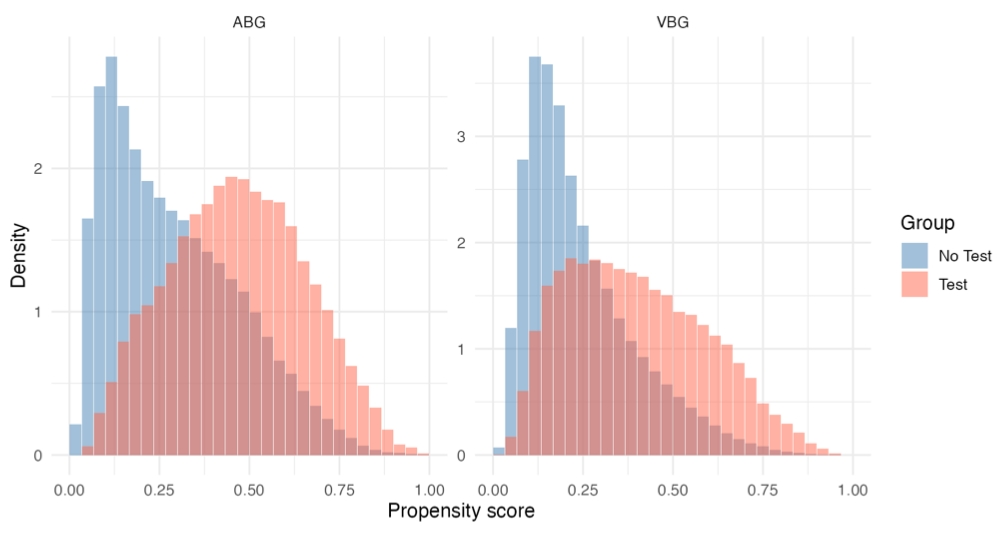 ABG
VBG
Density
2
1
0
3
2
1
0
0.00 0.25 0.50 0.75 1.00
0.00 0.25 0.50 0.75 1.00
Propensity score
Group
No Test
Test